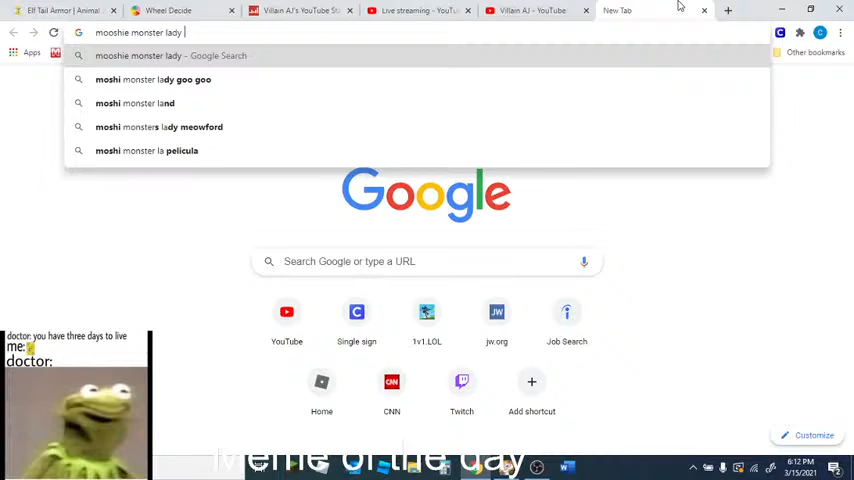 Elf Tail Armor | Animal
Wheel Decide
Villain AJ's YouTube St
Live streaming - YouTu
Villain AJ - YouTube
New Tab
mooshie monster lady
Apps
Other bookmarks
mooshie monster lady - Google Search
moshi monster lady goo goo
moshi monster land
moshi monsters lady meowford
moshi monster la pelicula
Google
Search Google or type a URL
YouTube
Single sign
1v1.LOL
jw.org
Job Search
Home
CNN
Twitch
Add shortcut
Customize
doctor: you have three days to live
me:
doctor:
Meme of the day
6:12 PM
3/15/2021